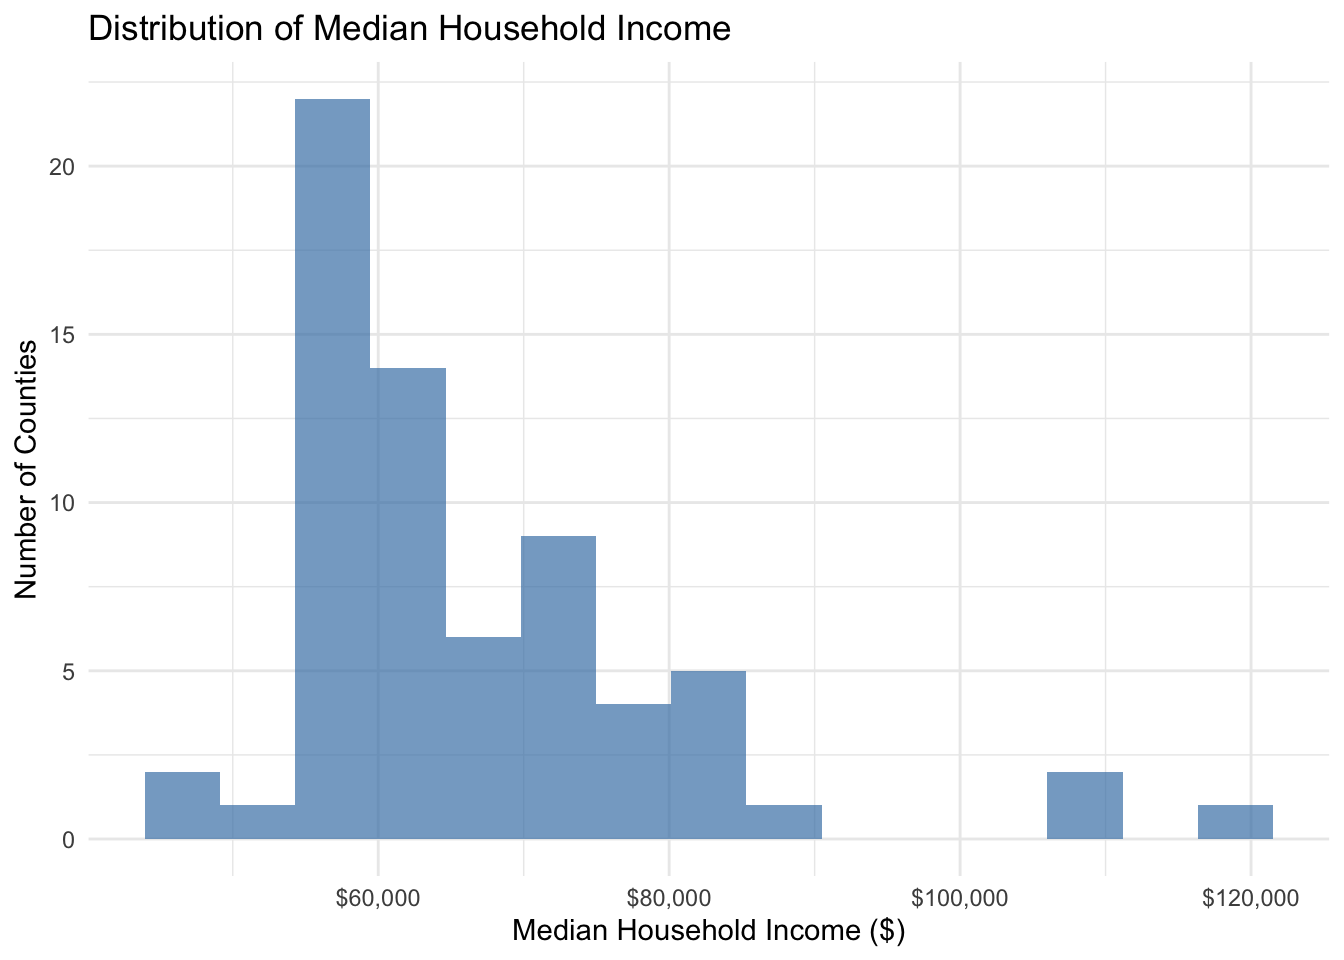 Distribution of Median Household Income
Number of Counties
20
15
10
5
0
$60,000 $80,000 $100,000 $120,000
Median Household Income ($)